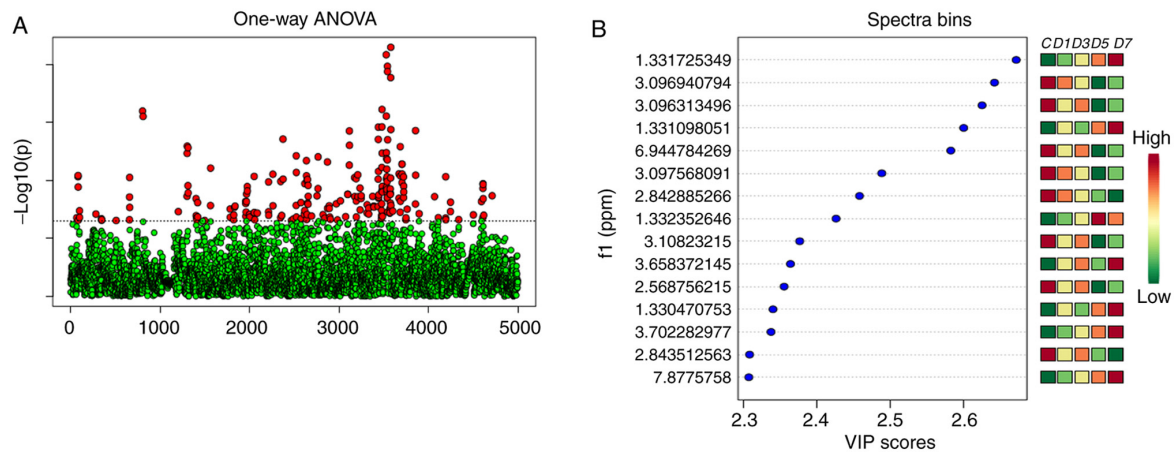 A
One-way ANOVA
−Log10(p)
0 1000 2000 3000 4000 5000
B
Spectra bins
C D1 D3 D5 D7
1.331725349
3.096940794
3.096313496
1.331098051
6.944784269
3.097568091
2.842885266
1.332352646
3.10823215
3.658372145
2.568756215
1.330470753
3.702282977
2.843512563
7.8775758
f1 (ppm)
2.3 2.4 2.5 2.6
VIP scores
High
Low